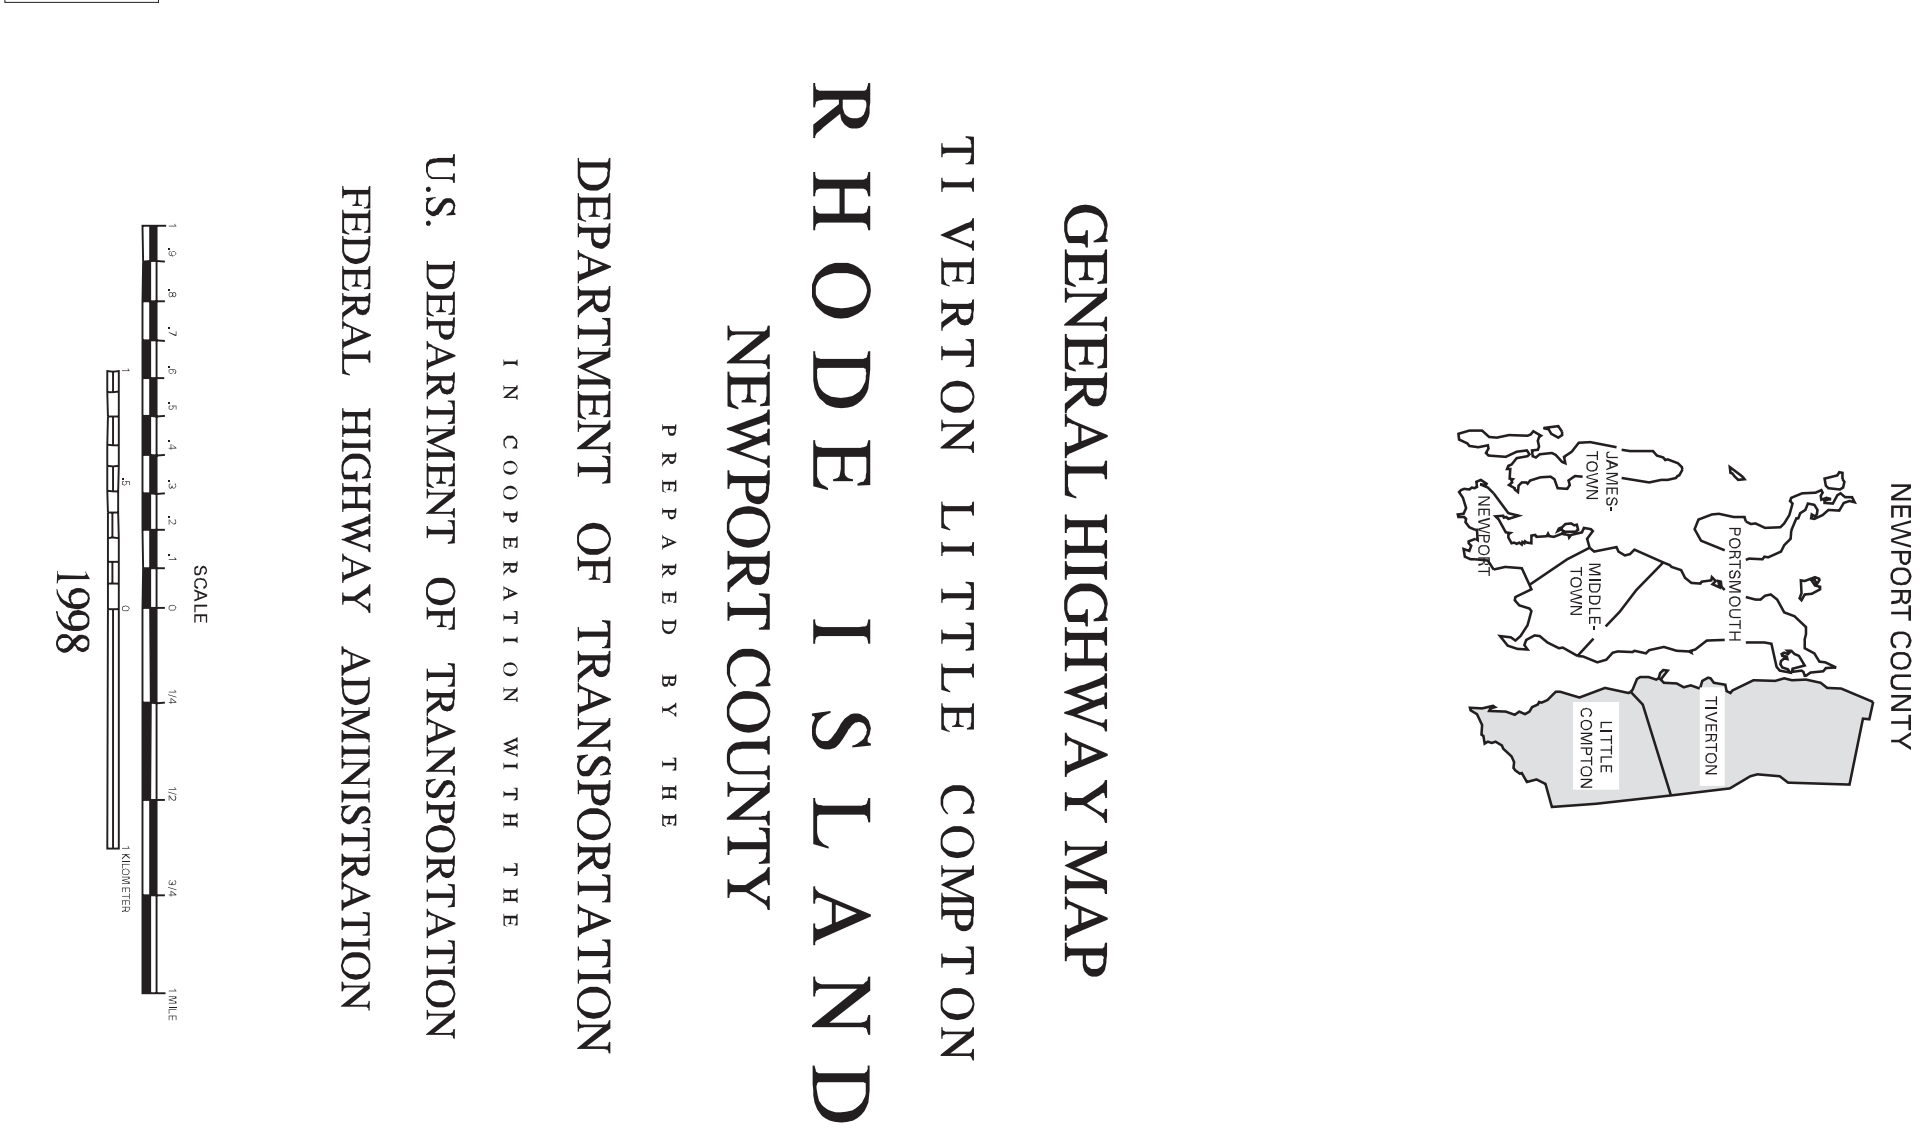 NEWPORT COUNTY
PORTSMOUTH
TIVERTON
JAMES-
TOWN
MIDDLE-
TOWN
LITTLE
COMPTON
NEWPORT
GENERAL HIGHWAY MAP
TIVERTON LITTLE COMPTON
RHODE ISLAND
NEWPORT COUNTY
PREPARED BY THE
DEPARTMENT OF TRANSPORTATION
IN COOPERATION WITH THE
U.S. DEPARTMENT OF TRANSPORTATION
FEDERAL HIGHWAY ADMINISTRATION
SCALE
1 .9 .8 .7 .6 .5 .4 .3 .2 .1 0 1/4 1/2 3/4 1 MILE
1 .5 0 1 KILOMETER
1998